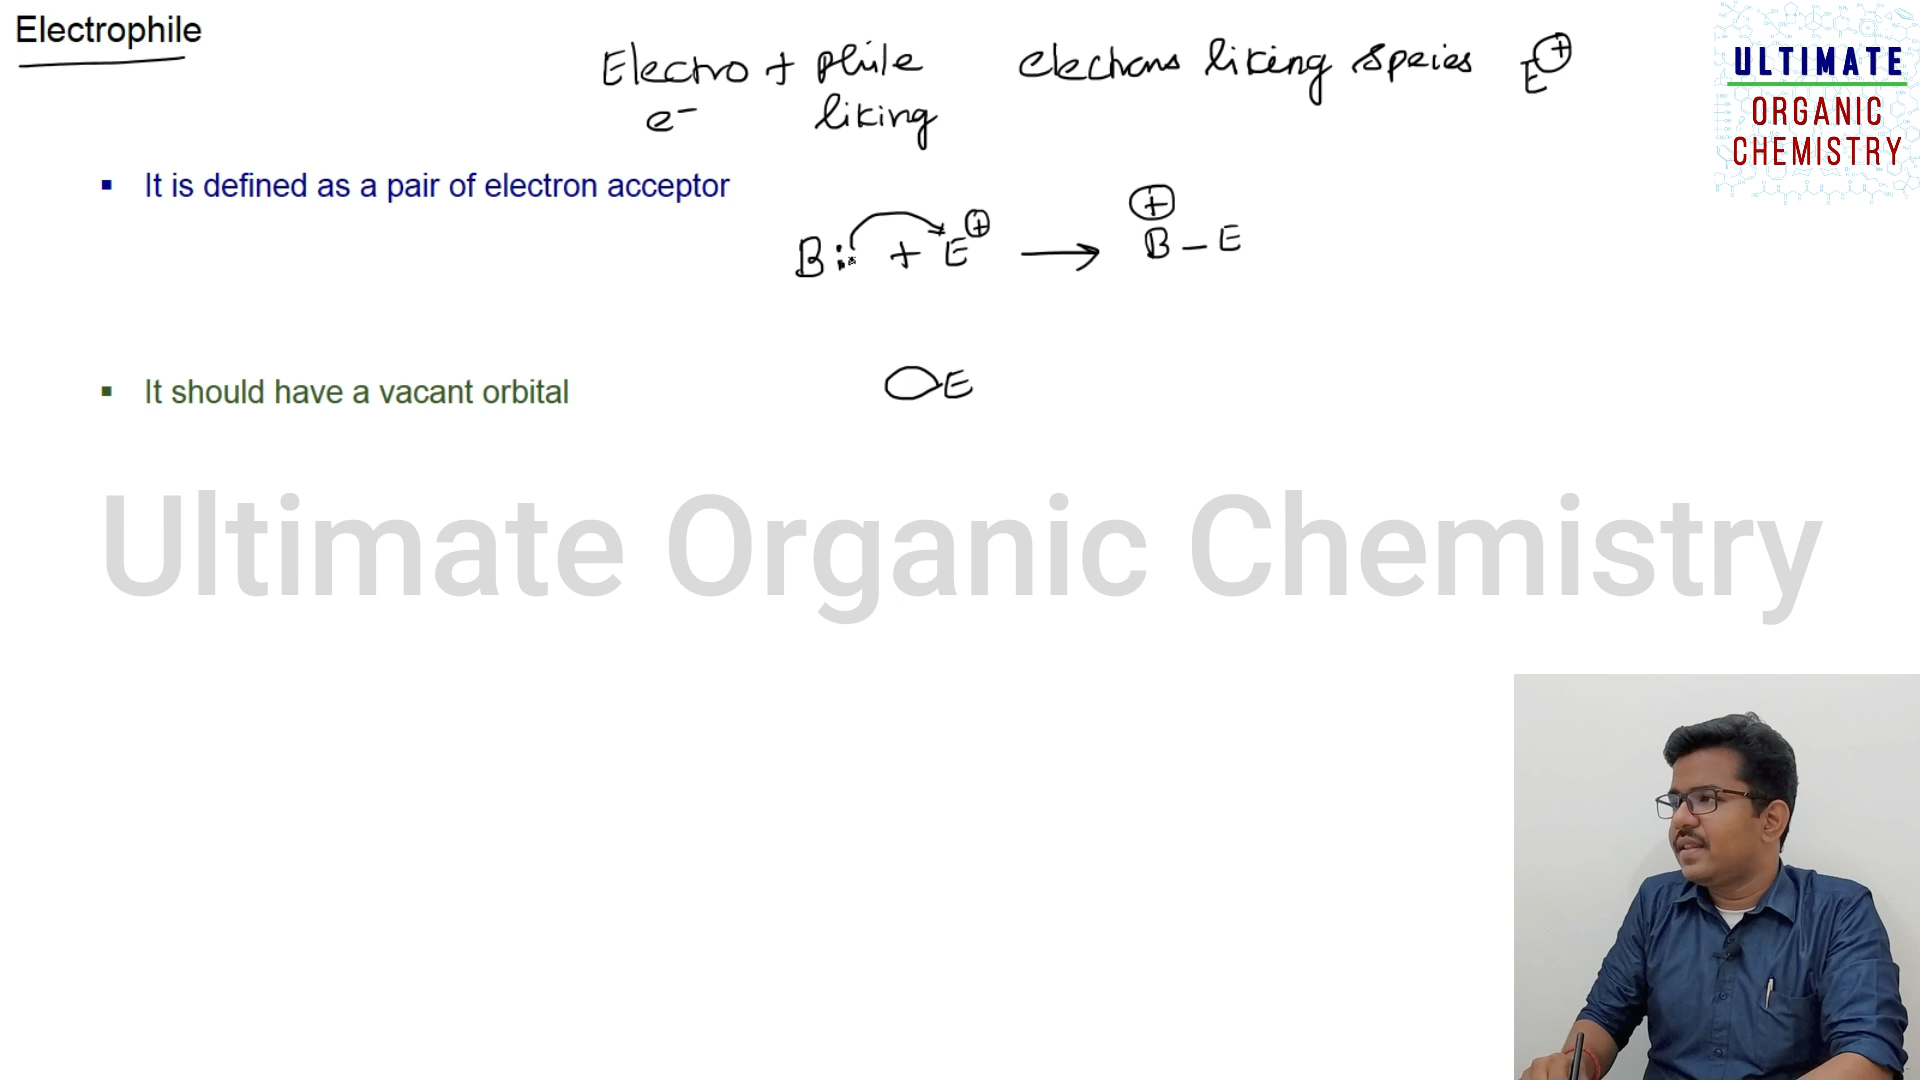 Electrophile
Electro + phile electrons liking speies E⊕
e⁻ liking
ULTIMATE
ORGANIC
CHEMISTRY
▪ It is defined as a pair of electron acceptor
B: + E⊕ → ⊕B – E
▪ It should have a vacant orbital
E
Ultimate Organic Chemistry